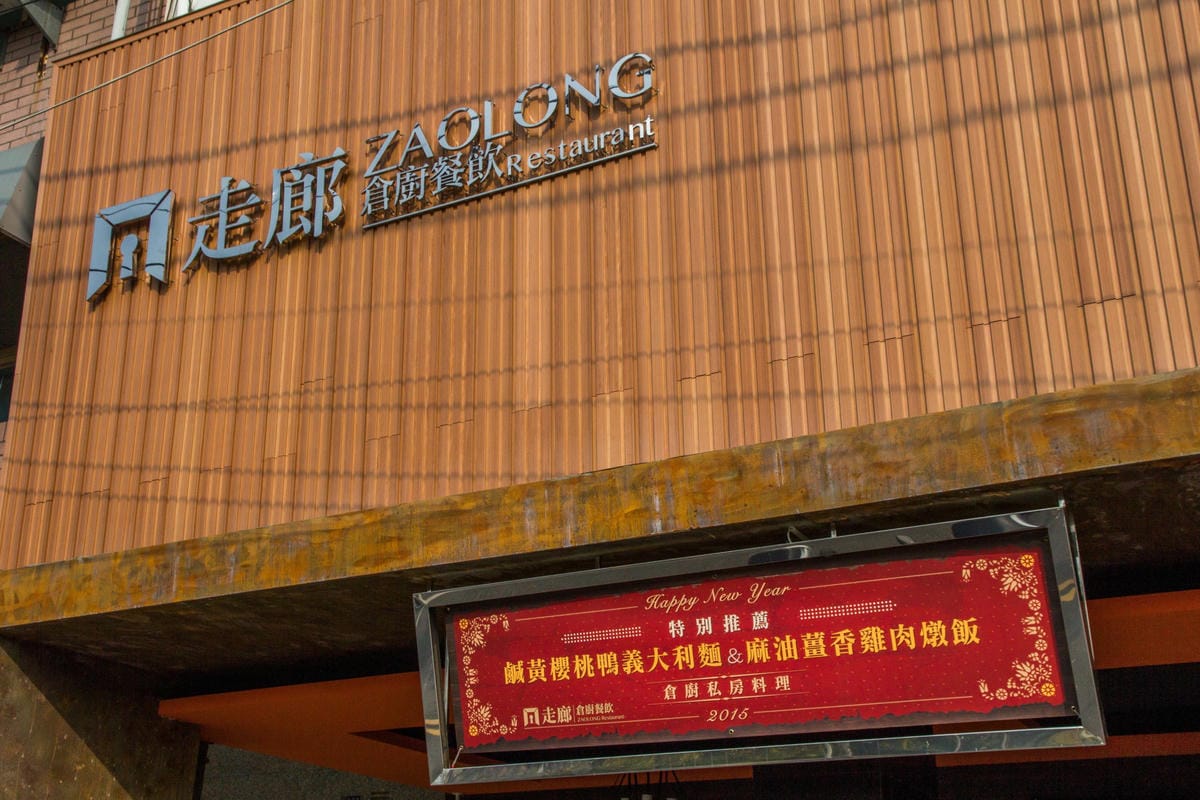 走廊
ZAOLONG
倉廚餐飲Restaurant
Happy New Year
特別推薦
鹹黃櫻桃鴨義大利麵&麻油薑香雞肉燉飯
倉廚私房料理
走廊 倉廚餐飲
ZAOLONG Restaurant
2015